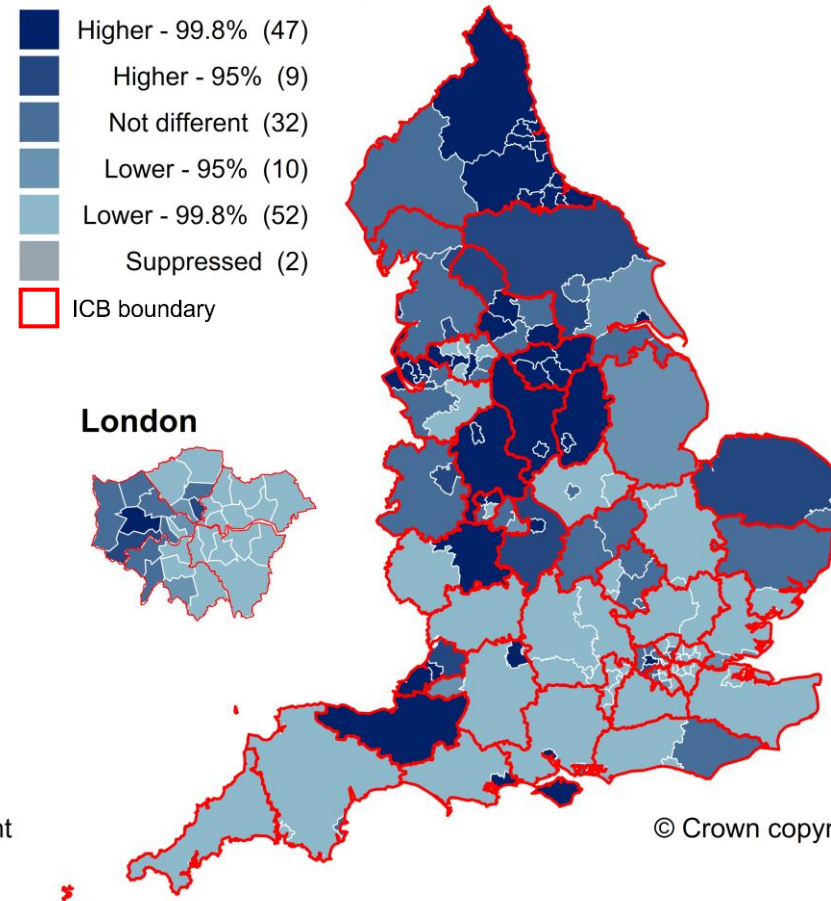 Higher - 99.8% (47)
Higher - 95% (9)
Not different (32)
Lower - 95% (10)
Lower - 99.8% (52)
Suppressed (2)
ICB boundary
London
nt
© Crown copyr